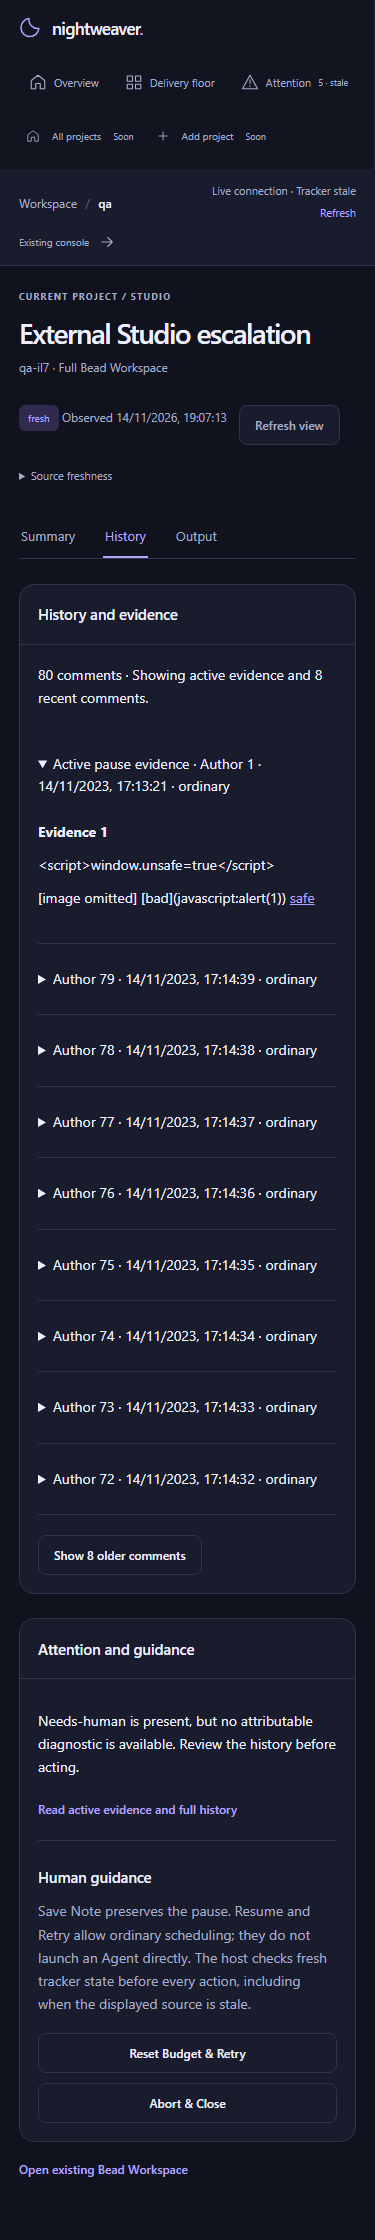 nightweaver.
Overview
Delivery floor
Attention 5 · stale
All projects Soon
Add project Soon
Workspace / qa
Live connection · Tracker stale
Refresh
Existing console →
CURRENT PROJECT / STUDIO
External Studio escalation
qa-il7 · Full Bead Workspace
fresh Observed 14/11/2026, 19:07:13
Refresh view
▶ Source freshness
Summary History Output
History and evidence
80 comments · Showing active evidence and 8
recent comments.
▼ Active pause evidence · Author 1 ·
14/11/2023, 17:13:21 · ordinary
Evidence 1
<script>window.unsafe=true</script>
[image omitted] [bad](javascript:alert(1)) safe
▶ Author 79 · 14/11/2023, 17:14:39 · ordinary
▶ Author 78 · 14/11/2023, 17:14:38 · ordinary
▶ Author 77 · 14/11/2023, 17:14:37 · ordinary
▶ Author 76 · 14/11/2023, 17:14:36 · ordinary
▶ Author 75 · 14/11/2023, 17:14:35 · ordinary
▶ Author 74 · 14/11/2023, 17:14:34 · ordinary
▶ Author 73 · 14/11/2023, 17:14:33 · ordinary
▶ Author 72 · 14/11/2023, 17:14:32 · ordinary
Show 8 older comments
Attention and guidance
Needs-human is present, but no attributable
diagnostic is available. Review the history before
acting.
Read active evidence and full history
Human guidance
Save Note preserves the pause. Resume and
Retry allow ordinary scheduling; they do not
launch an Agent directly. The host checks fresh
tracker state before every action, including
when the displayed source is stale.
Reset Budget & Retry
Abort & Close
Open existing Bead Workspace